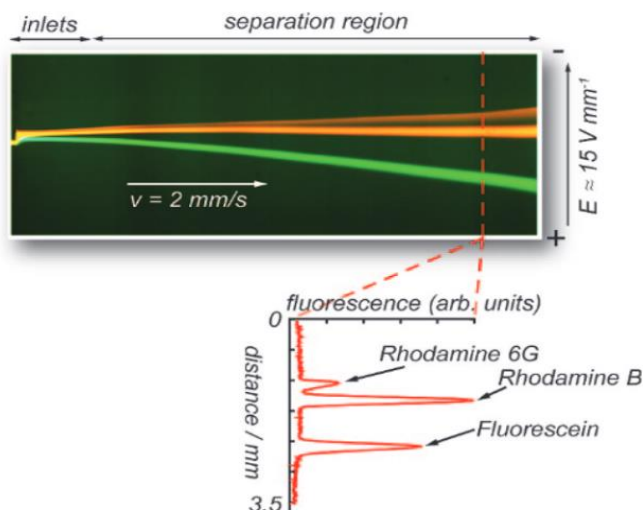 inlets separation region
-
E ≈ 15 V mm⁻¹
v = 2 mm/s
+
fluorescence (arb. units)
0
Rhodamine 6G
Rhodamine B
distance / mm
Fluorescein
3.5